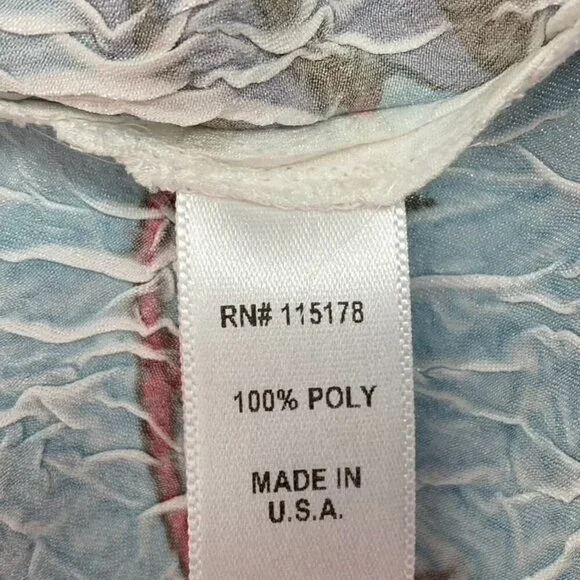 RN# 115178
100% POLY
MADE IN
U.S.A.